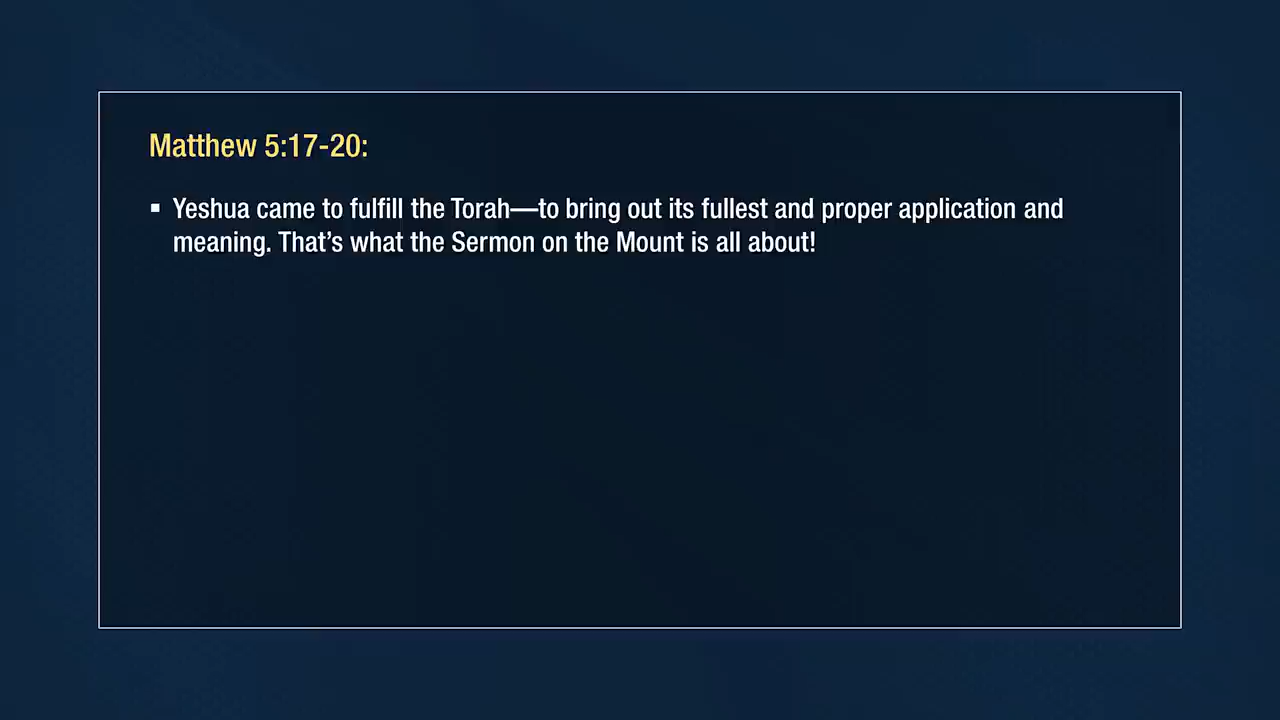 Matthew 5:17-20:
▪ Yeshua came to fulfill the Torah—to bring out its fullest and proper application and
meaning. That’s what the Sermon on the Mount is all about!